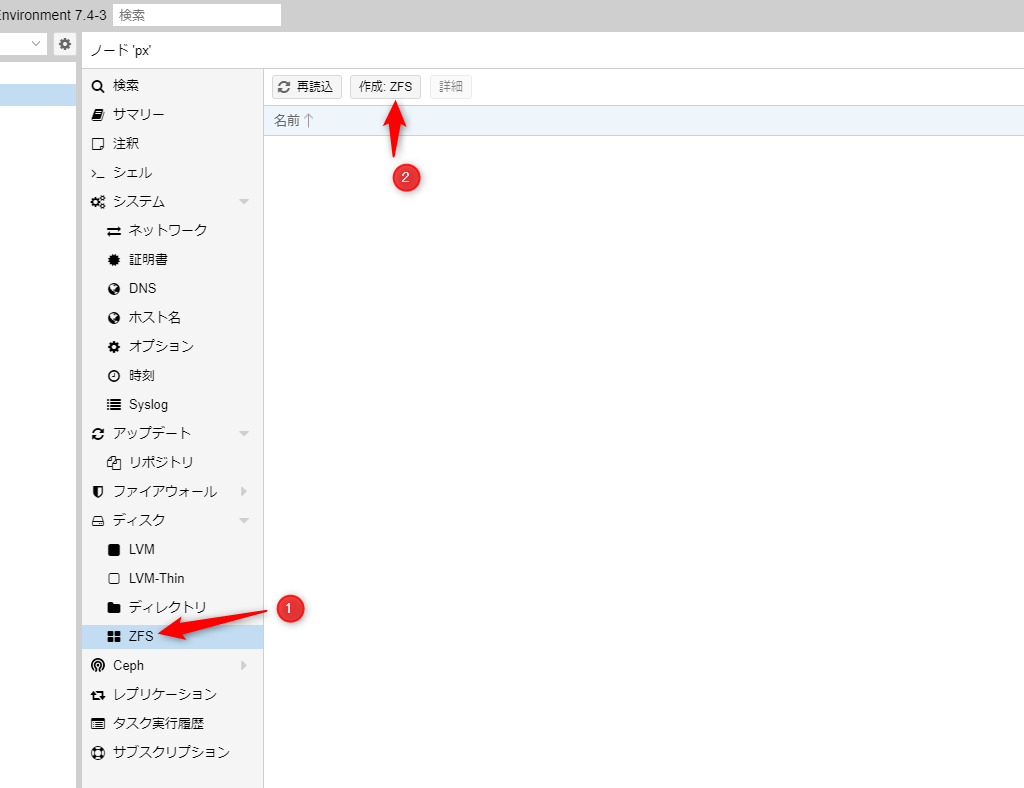 Environment 7.4-3 検索
ノード 'px'
検索
サマリー
注釈
シェル
システム
ネットワーク
証明書
DNS
ホスト名
オプション
時刻
Syslog
アップデート
リポジトリ
ファイアウォール
ディスク
LVM
LVM-Thin
ディレクトリ
ZFS
Ceph
レプリケーション
タスク実行履歴
サブスクリプション
再読込 作成: ZFS 詳細
名前
2
1